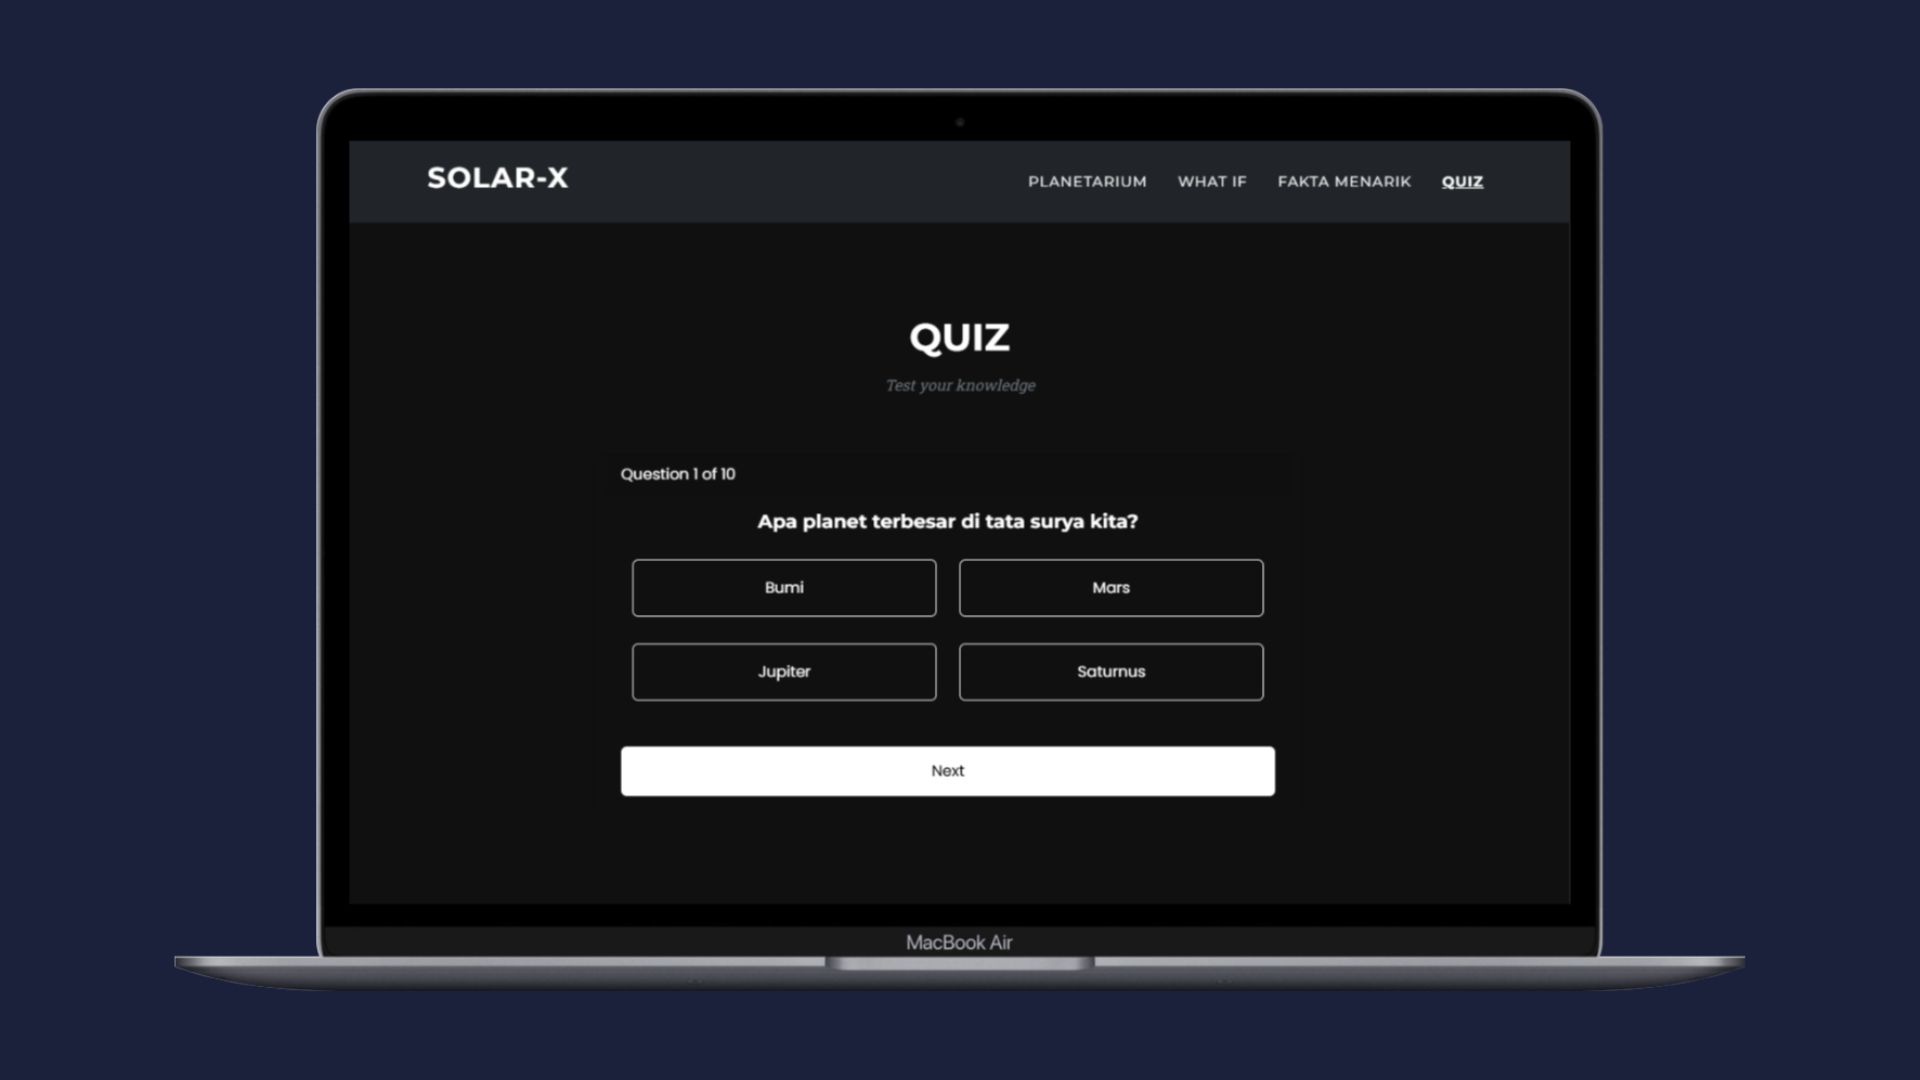 SOLAR-X
PLANETARIUM WHAT IF FAKTA MENARIK QUIZ
QUIZ
Test your knowledge
Question 1 of 10
Apa planet terbesar di tata surya kita?
Bumi Mars
Jupiter Saturnus
Next
MacBook Air